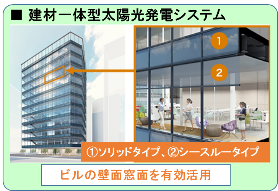 ■ 建材一体型太陽光発電システム
①
②
①ソリッドタイプ、②シースルータイプ
ビルの壁面窓面を有効活用